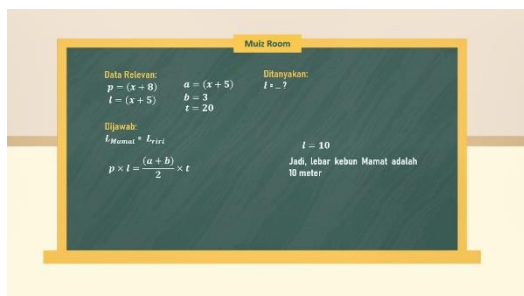 Muiz Room
Data Relevan:
p = (x + 8)
l = (x + 5)
a = (x + 5)
b = 3
t = 20
Ditanyakan:
l = ...?
Dijawab:
L_Mamat = L_riri
p × l = (a + b)/2 × t
l = 10
Jadi, lebar kebun Mamat adalah
10 meter